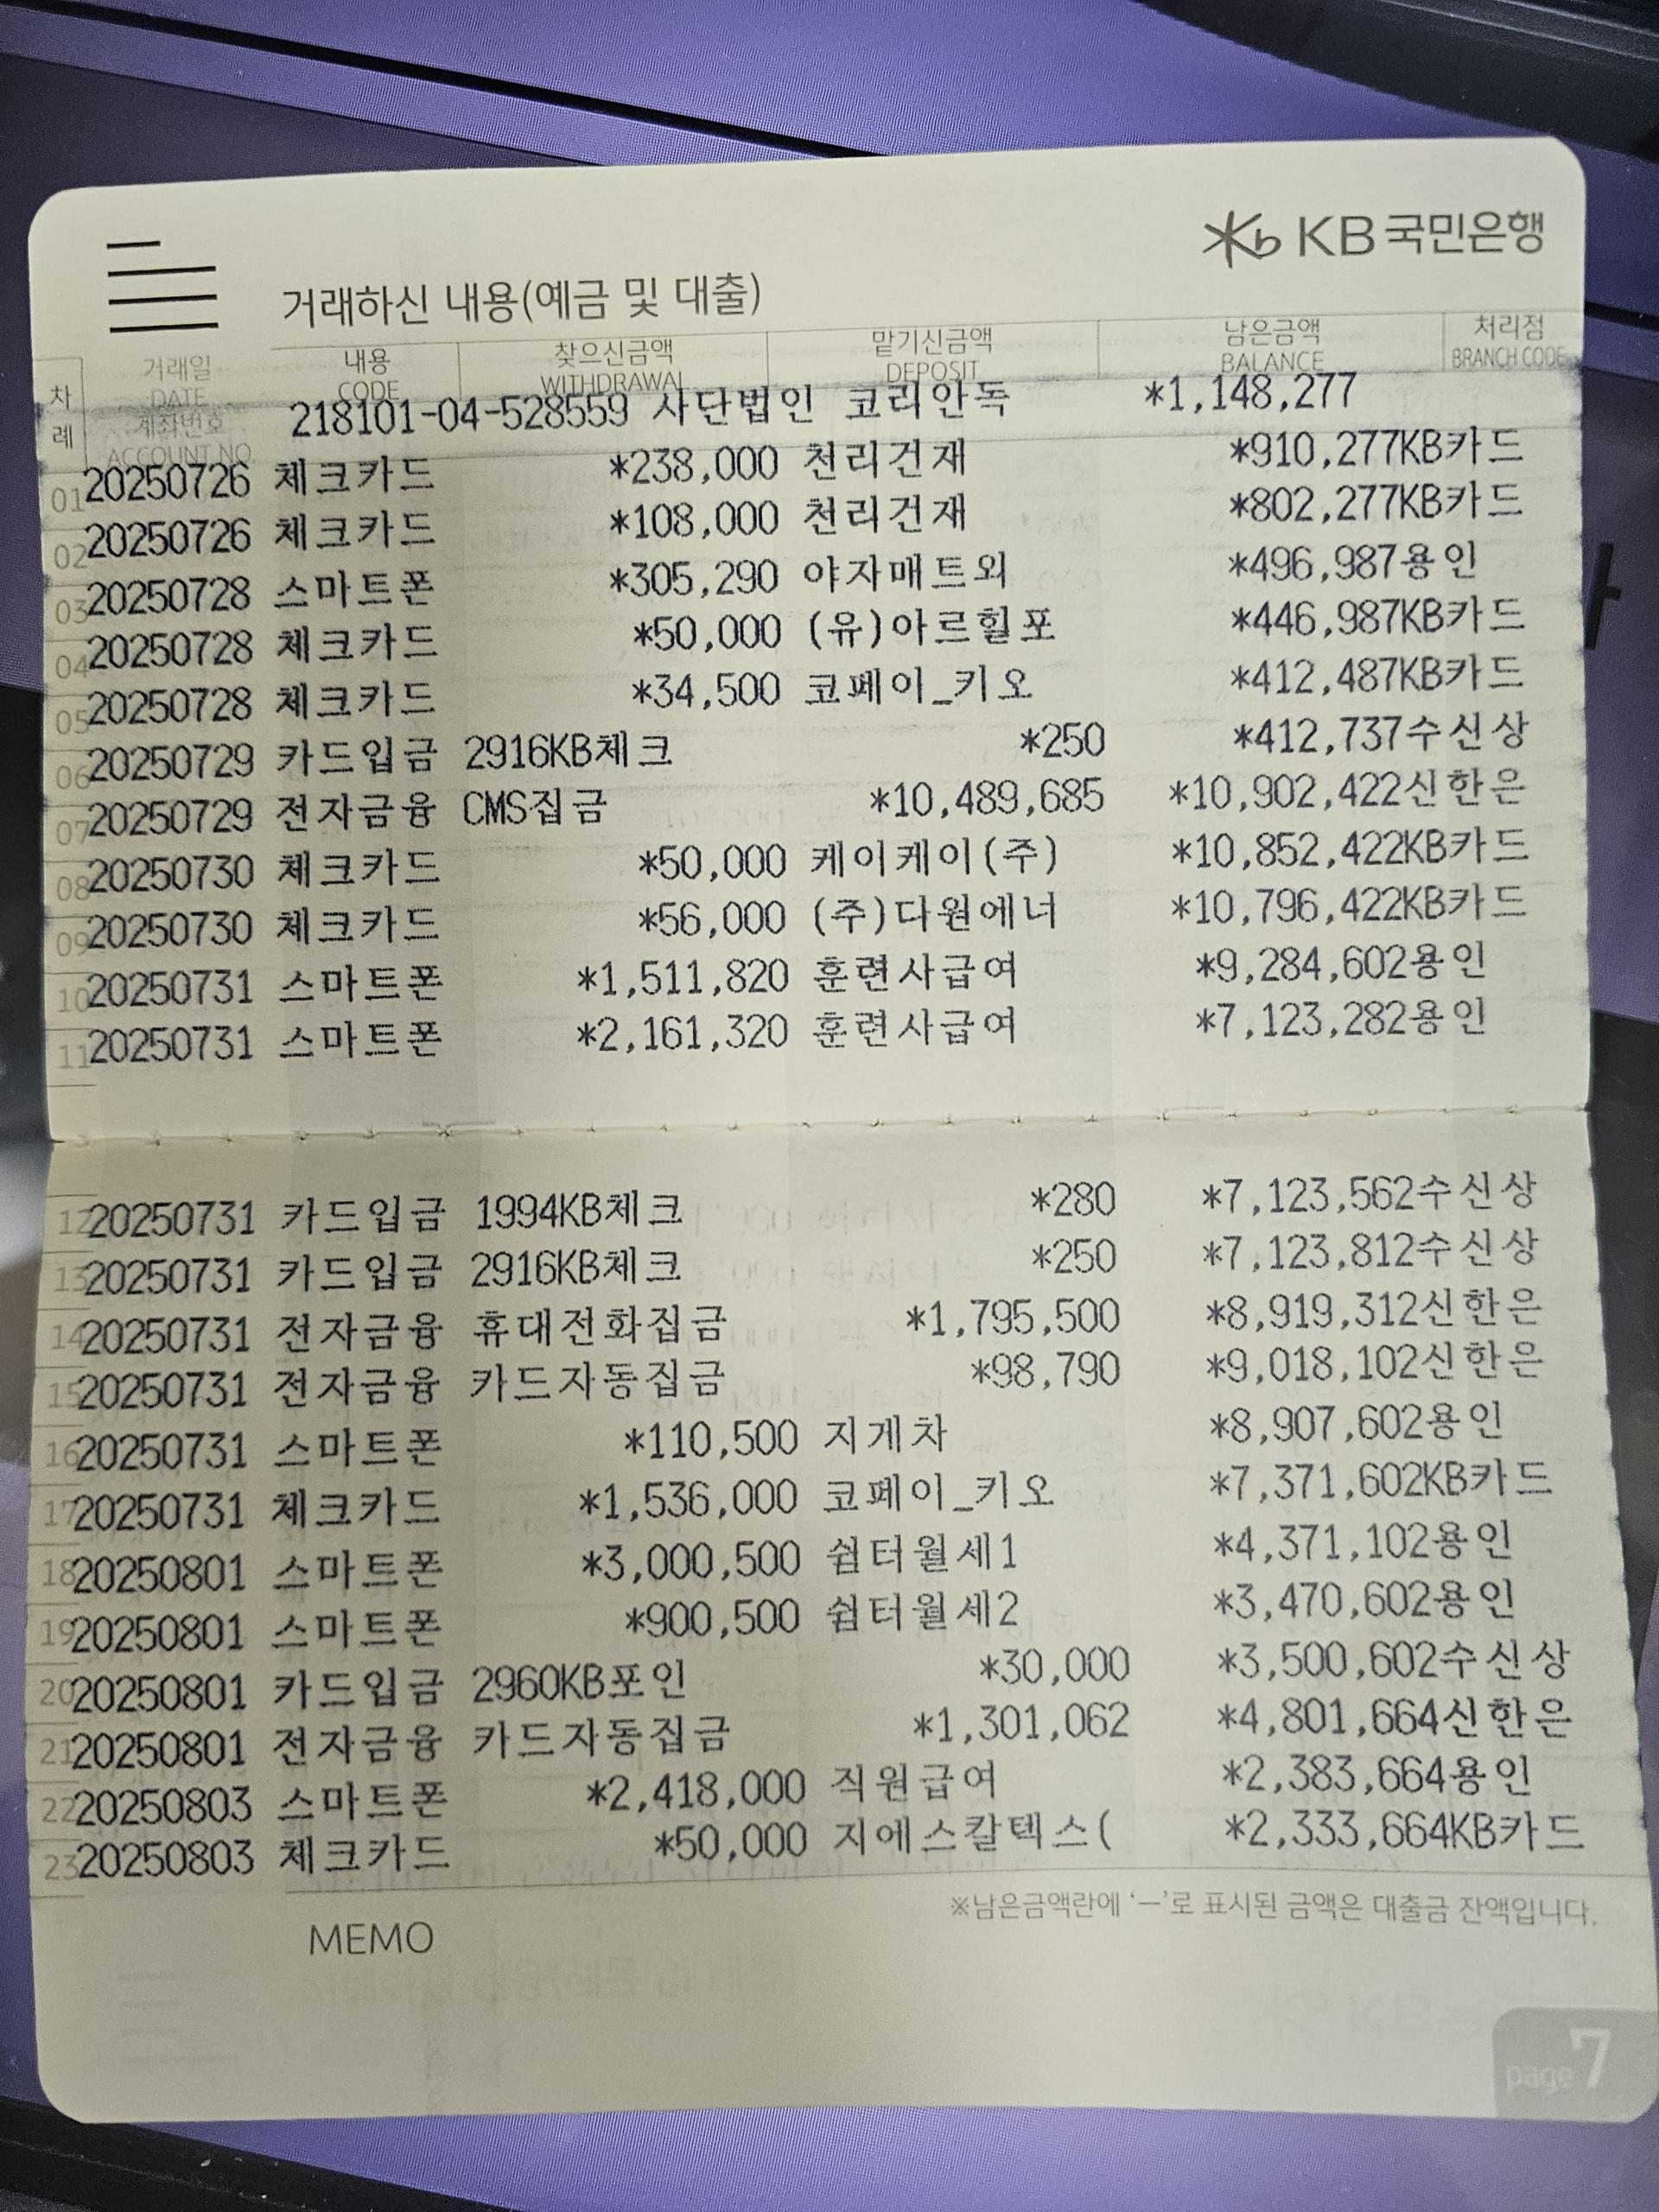 KB 국민은행
거래하신 내용(예금 및 대출)
차례 거래일 DATE 계좌번호 ACCOUNT NO. 내용 CODE 찾으신금액 WITHDRAWAL 맡기신금액 DEPOSIT 남은금액 BALANCE 처리점 BRANCH CODE
218101-04-528559 사단법인 코리안독 *1,148,277
01 20250726 체크카드 *238,000 천리건재 *910,277KB카드
02 20250726 체크카드 *108,000 천리건재 *802,277KB카드
03 20250728 스마트폰 *305,290 야자매트외 *496,987용인
04 20250728 체크카드 *50,000 (유)아르힐포 *446,987KB카드
05 20250728 체크카드 *34,500 코페이_키오 *412,487KB카드
06 20250729 카드입금 2916KB체크 *250 *412,737수신상
07 20250729 전자금융 CMS집금 *10,489,685 *10,902,422신한은
08 20250730 체크카드 *50,000 케이케이(주) *10,852,422KB카드
09 20250730 체크카드 *56,000 (주)다원에너 *10,796,422KB카드
10 20250731 스마트폰 *1,511,820 훈련사급여 *9,284,602용인
11 20250731 스마트폰 *2,161,320 훈련사급여 *7,123,282용인
12 20250731 카드입금 1994KB체크 *280 *7,123,562수신상
13 20250731 카드입금 2916KB체크 *250 *7,123,812수신상
14 20250731 전자금융 휴대전화집금 *1,795,500 *8,919,312신한은
15 20250731 전자금융 카드자동집금 *98,790 *9,018,102신한은
16 20250731 스마트폰 *110,500 지게차 *8,907,602용인
17 20250731 체크카드 *1,536,000 코페이_키오 *7,371,602KB카드
18 20250801 스마트폰 *3,000,500 쉼터월세1 *4,371,102용인
19 20250801 스마트폰 *900,500 쉼터월세2 *3,470,602용인
20 20250801 카드입금 2960KB포인 *30,000 *3,500,602수신상
21 20250801 전자금융 카드자동집금 *1,301,062 *4,801,664신한은
22 20250803 스마트폰 *2,418,000 직원급여 *2,383,664용인
23 20250803 체크카드 *50,000 지에스칼텍스( *2,333,664KB카드
※남은금액란에 ‘-’로 표시된 금액은 대출금 잔액입니다.
MEMO
page 7